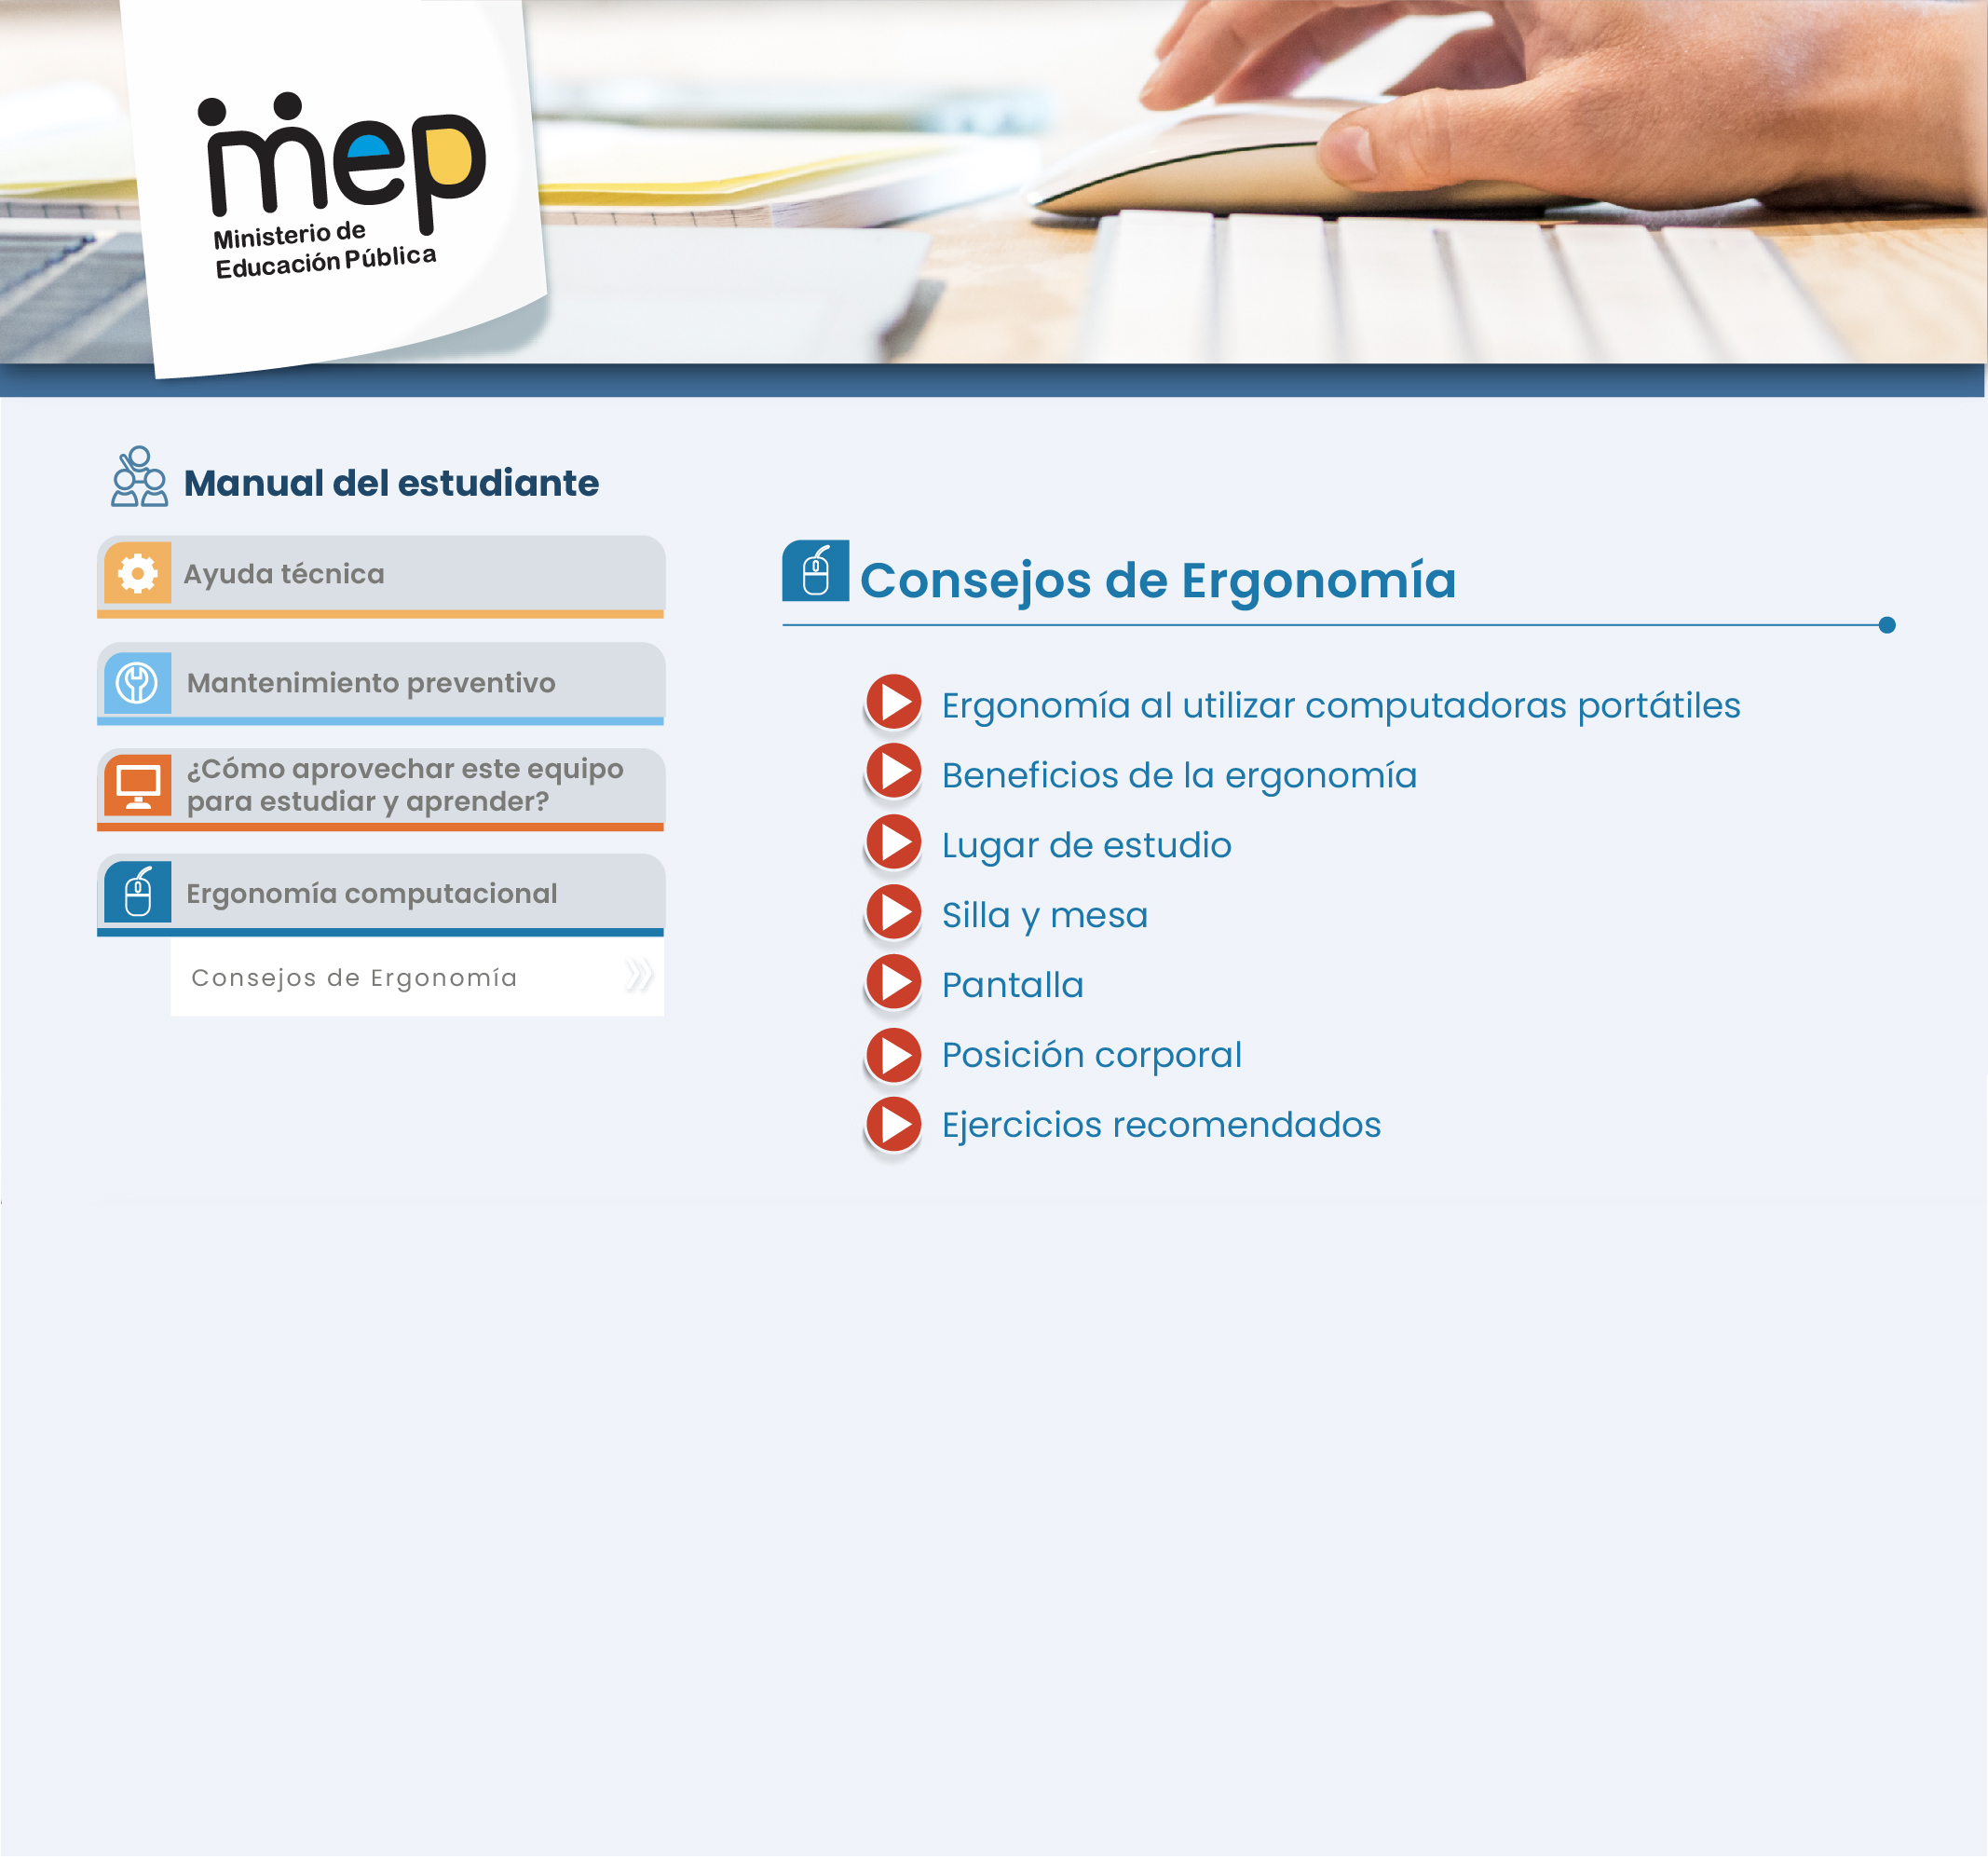 mep
Ministerio de
Educación Pública
Manual del estudiante
Ayuda técnica
Mantenimiento preventivo
¿Cómo aprovechar este equipo
para estudiar y aprender?
Ergonomía computacional
Consejos de Ergonomía
Consejos de Ergonomía
Ergonomía al utilizar computadoras portátiles
Beneficios de la ergonomía
Lugar de estudio
Silla y mesa
Pantalla
Posición corporal
Ejercicios recomendados